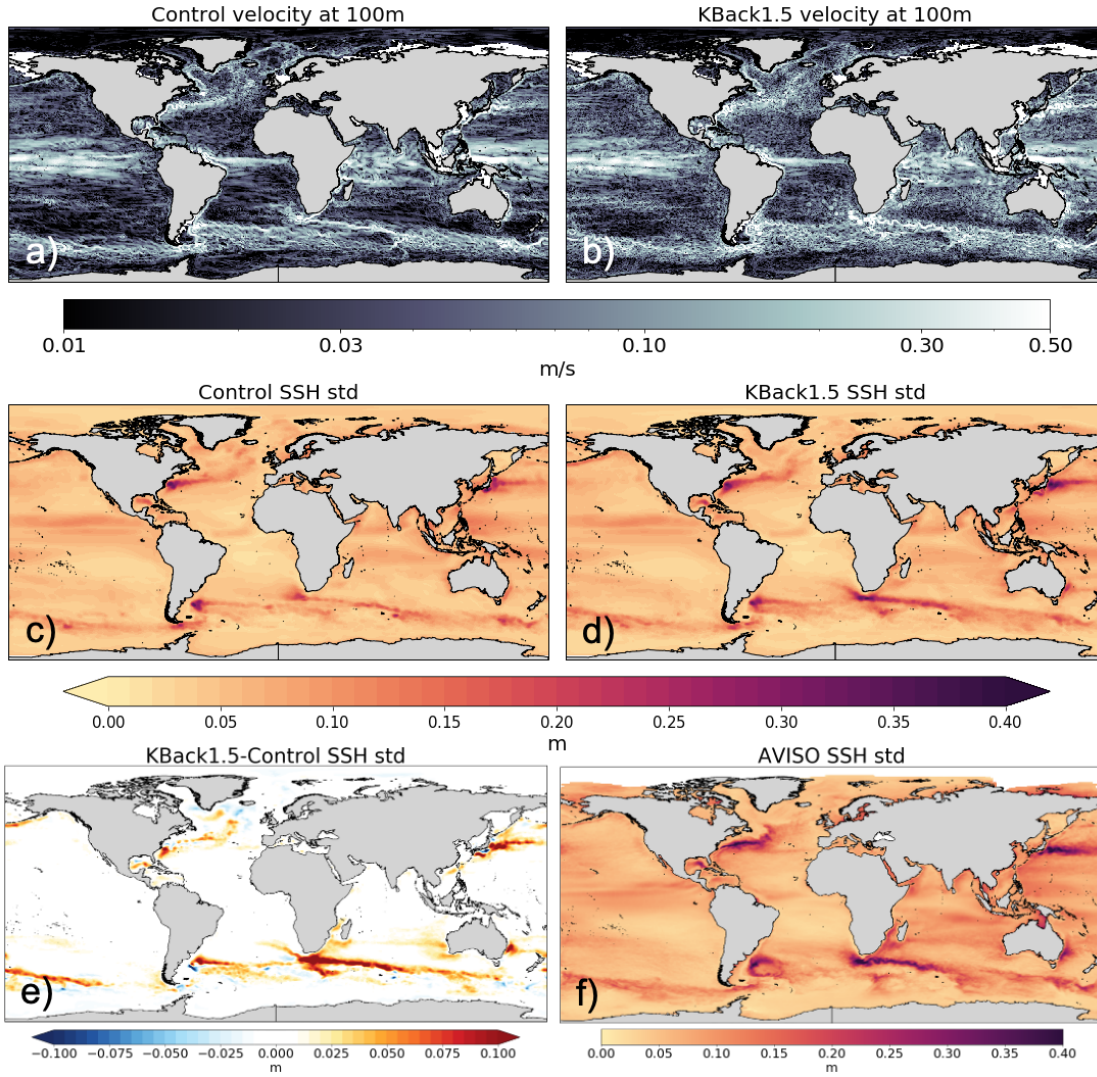 Control velocity at 100m
KBack1.5 velocity at 100m
a)
b)
0.01 0.03 0.10 0.30 0.50
m/s
Control SSH std
KBack1.5 SSH std
c)
d)
0.00 0.05 0.10 0.15 0.20 0.25 0.30 0.35 0.40
m
KBack1.5-Control SSH std
AVISO SSH std
e)
f)
−0.100 −0.075 −0.050 −0.025 0.000 0.025 0.050 0.075 0.100
m
0.00 0.05 0.10 0.15 0.20 0.25 0.30 0.35 0.40
m